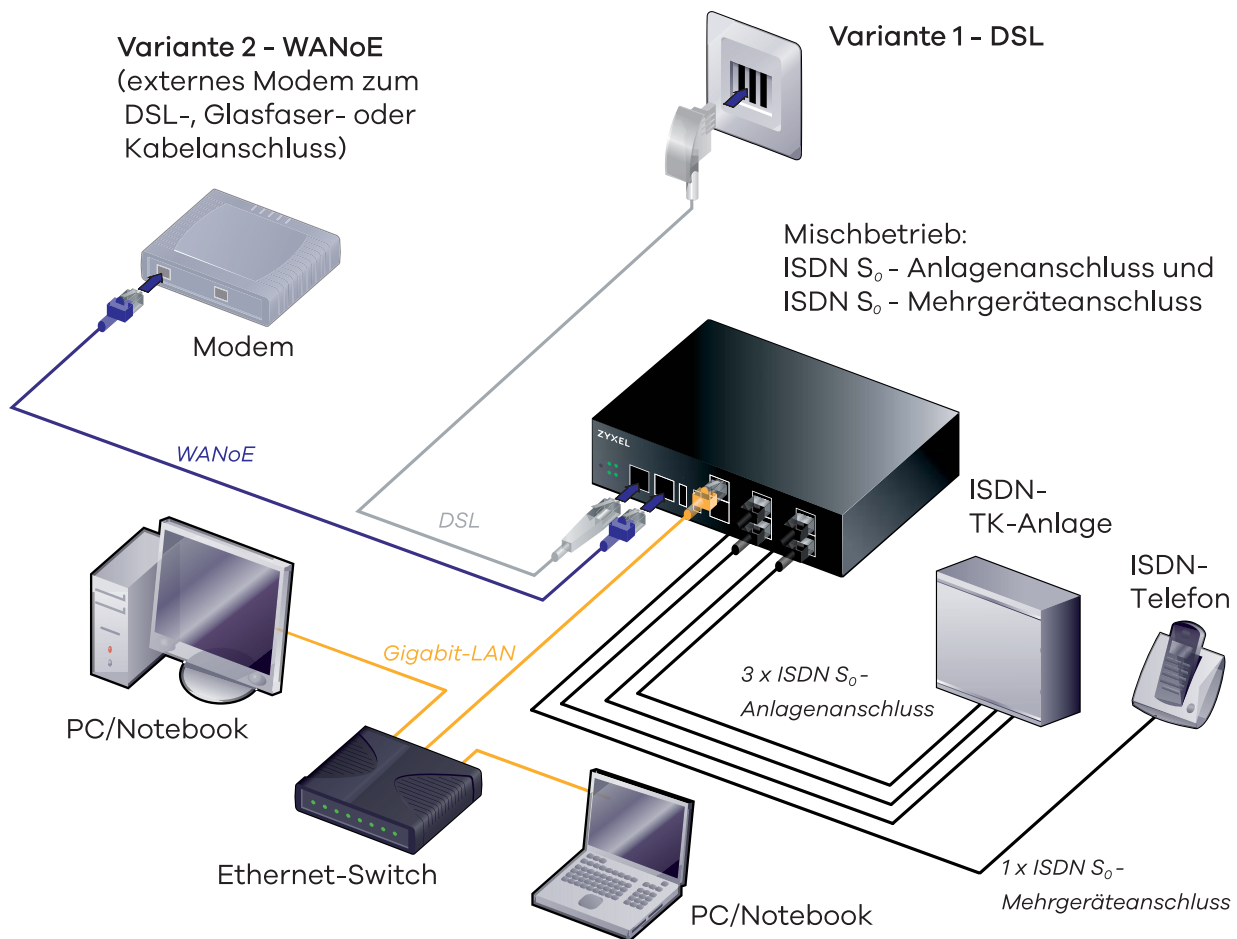 Variante 2 - WANoE
(externes Modem zum
DSL-, Glasfaser- oder
Kabelanschluss)
Variante 1 - DSL
Mischbetrieb:
ISDN S₀ - Anlagenanschluss und
ISDN S₀ - Mehrgeräteanschluss
Modem
ZYXEL
WANoE
DSL
ISDN-
TK-Anlage
ISDN-
Telefon
Gigabit-LAN
3 x ISDN S₀ -
Anlagenanschluss
PC/Notebook
Ethernet-Switch
PC/Notebook
1 x ISDN S₀ -
Mehrgeräteanschluss